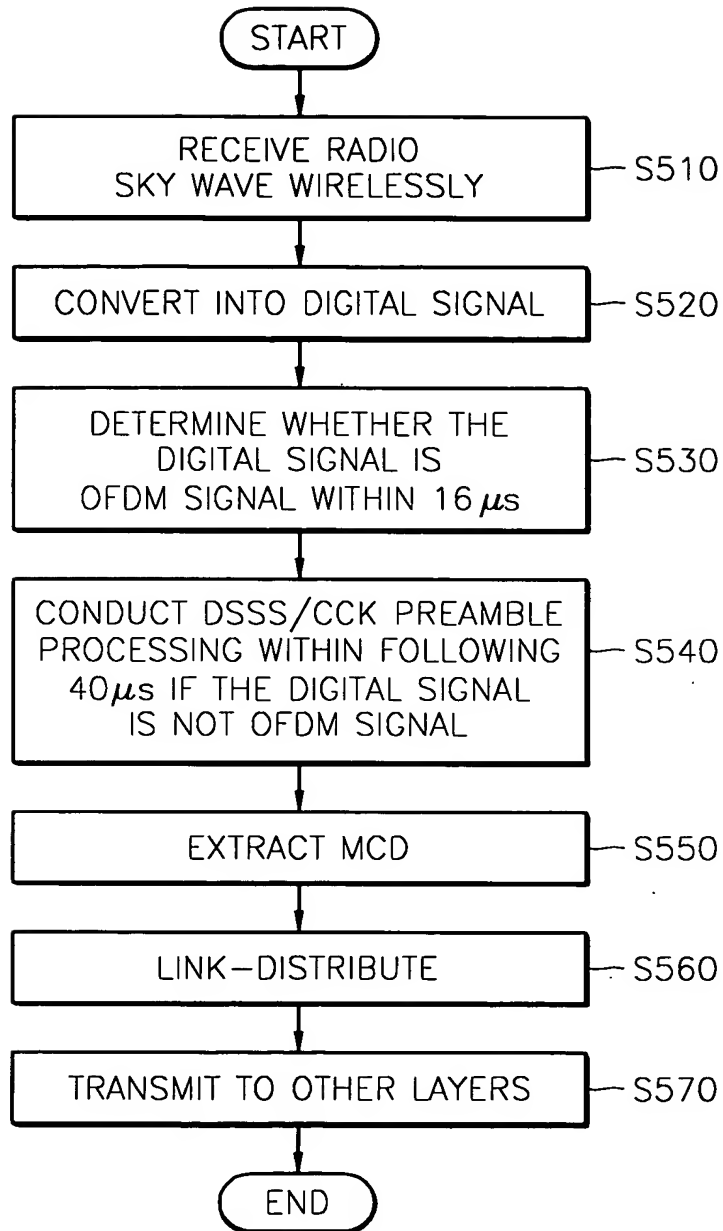 START
RECEIVE RADIO
SKY WAVE WIRELESSLY
S510
CONVERT INTO DIGITAL SIGNAL
S520
DETERMINE WHETHER THE
DIGITAL SIGNAL IS
OFDM SIGNAL WITHIN 16 μs
S530
CONDUCT DSSS/CCK PREAMBLE
PROCESSING WITHIN FOLLOWING
40μs IF THE DIGITAL SIGNAL
IS NOT OFDM SIGNAL
S540
EXTRACT MCD
S550
LINK-DISTRIBUTE
S560
TRANSMIT TO OTHER LAYERS
S570
END